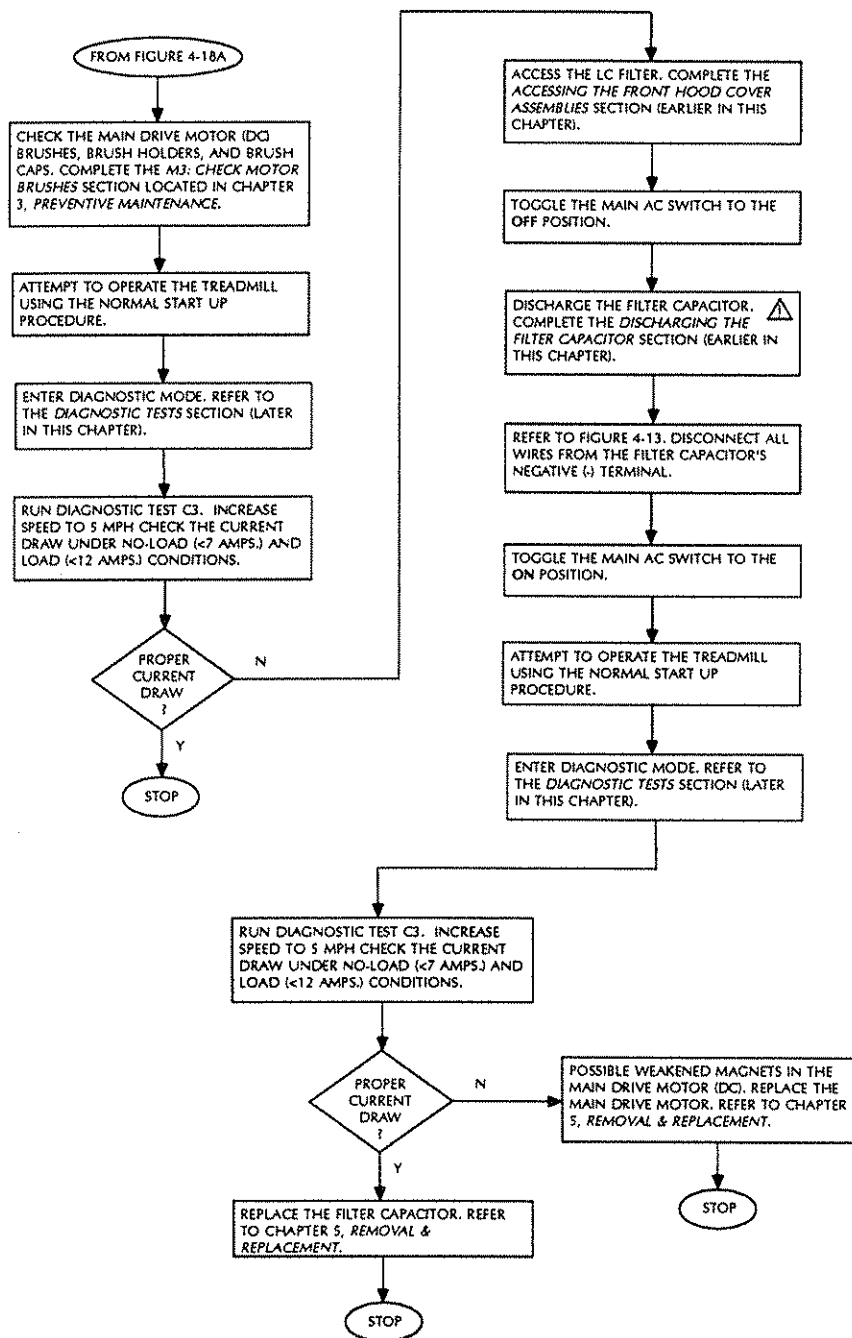 FROM FIGURE 4-18A
CHECK THE MAIN DRIVE MOTOR (DC)
BRUSHES, BRUSH HOLDERS, AND BRUSH
CAPS. COMPLETE THE M3: CHECK MOTOR
BRUSHES SECTION LOCATED IN CHAPTER
3, PREVENTIVE MAINTENANCE.
ATTEMPT TO OPERATE THE TREADMILL
USING THE NORMAL START UP
PROCEDURE.
ENTER DIAGNOSTIC MODE. REFER TO
THE DIAGNOSTIC TESTS SECTION (LATER
IN THIS CHAPTER).
RUN DIAGNOSTIC TEST C3. INCREASE
SPEED TO 5 MPH CHECK THE CURRENT
DRAW UNDER NO-LOAD (<7 AMPS.) AND
LOAD (<12 AMPS.) CONDITIONS.
PROPER
CURRENT
DRAW
?
N
Y
STOP
ACCESS THE LC FILTER. COMPLETE THE
ACCESSING THE FRONT HOOD COVER
ASSEMBLIES SECTION (EARLIER IN THIS
CHAPTER).
TOGGLE THE MAIN AC SWITCH TO THE
OFF POSITION.
DISCHARGE THE FILTER CAPACITOR.
COMPLETE THE DISCHARGING THE
FILTER CAPACITOR SECTION (EARLIER IN
THIS CHAPTER).
REFER TO FIGURE 4-13. DISCONNECT ALL
WIRES FROM THE FILTER CAPACITOR'S
NEGATIVE (-) TERMINAL.
TOGGLE THE MAIN AC SWITCH TO THE
ON POSITION.
ATTEMPT TO OPERATE THE TREADMILL
USING THE NORMAL START UP
PROCEDURE.
ENTER DIAGNOSTIC MODE. REFER TO
THE DIAGNOSTIC TESTS SECTION (LATER
IN THIS CHAPTER).
RUN DIAGNOSTIC TEST C3. INCREASE
SPEED TO 5 MPH CHECK THE CURRENT
DRAW UNDER NO-LOAD (<7 AMPS.) AND
LOAD (<12 AMPS.) CONDITIONS.
PROPER
CURRENT
DRAW
?
N
Y
POSSIBLE WEAKENED MAGNETS IN THE
MAIN DRIVE MOTOR (DC). REPLACE THE
MAIN DRIVE MOTOR. REFER TO CHAPTER
5, REMOVAL & REPLACEMENT.
STOP
REPLACE THE FILTER CAPACITOR. REFER
TO CHAPTER 5, REMOVAL &
REPLACEMENT.
STOP